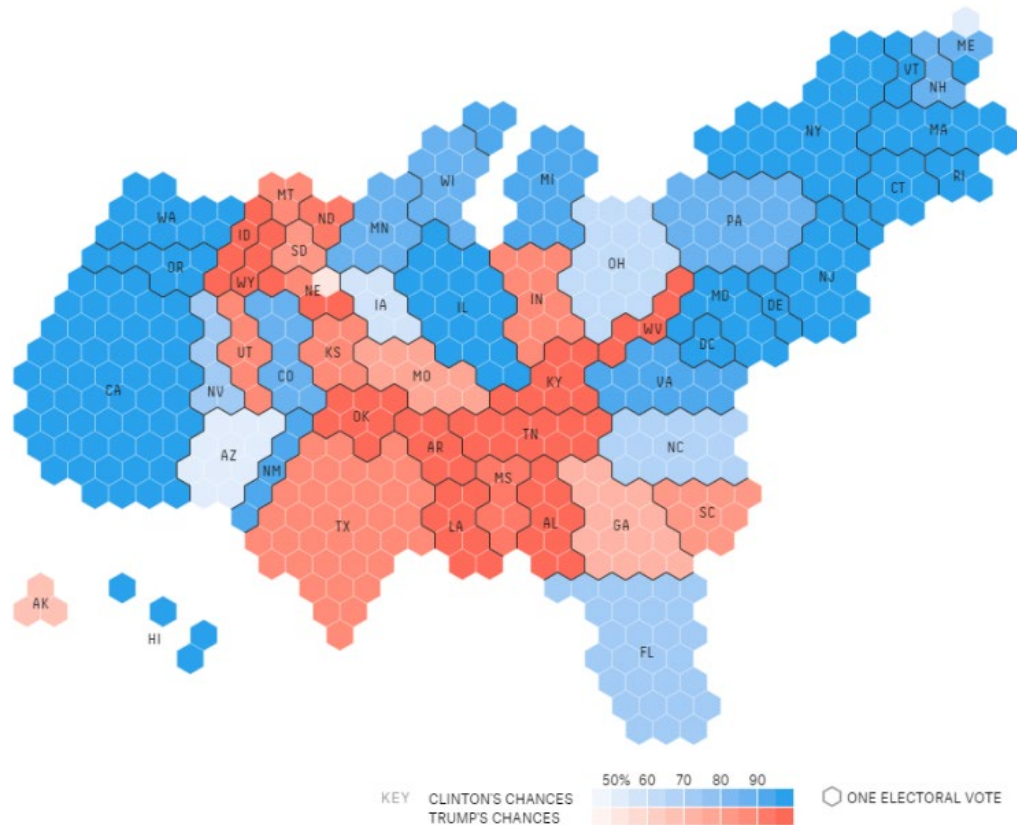 ME
VT
NH
NY
MA
WI
MI
CT
RI
MT
WA
ND
PA
ID
MN
SD
OR
OH
NJ
WY
NE
IA
IL
IN
MD
DE
WV
DC
UT
KS
CA
NV
CO
MO
KY
VA
OK
TN
AR
NC
AZ
NM
MS
TX
LA
AL
GA
SC
AK
HI
FL
50% 60 70 80 90
KEY CLINTON'S CHANCES
TRUMP'S CHANCES
ONE ELECTORAL VOTE